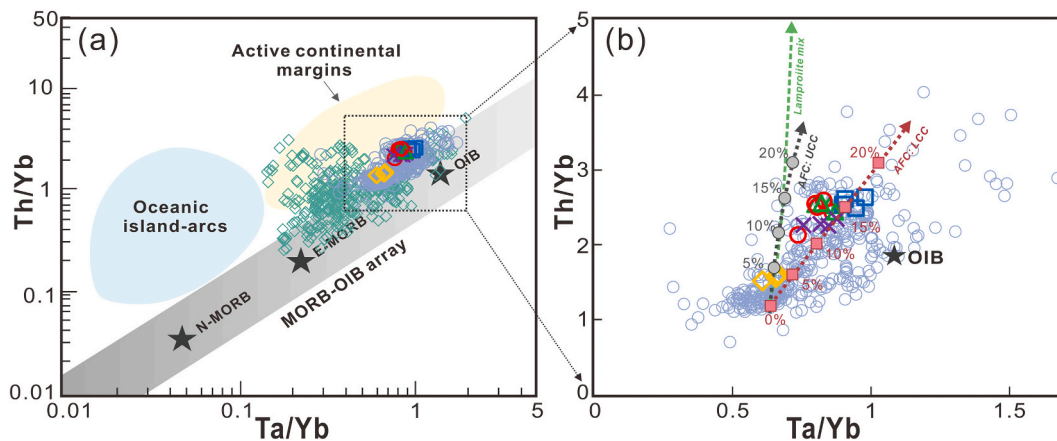 50
10
1
0.1
0.01
Th/Yb
(a)
Active continental
margins
Oceanic
island-arcs
OIB
E-MORB
N-MORB
MORB-OIB array
0.01
0.1
1
5
Ta/Yb
5
4
3
2
1
0
Th/Yb
(b)
Lamproilite mix
AFC: UCC
AFC: LCC
20%
15%
10%
5%
20%
15%
10%
5%
0%
OIB
0
0.5
1
1.5
Ta/Yb